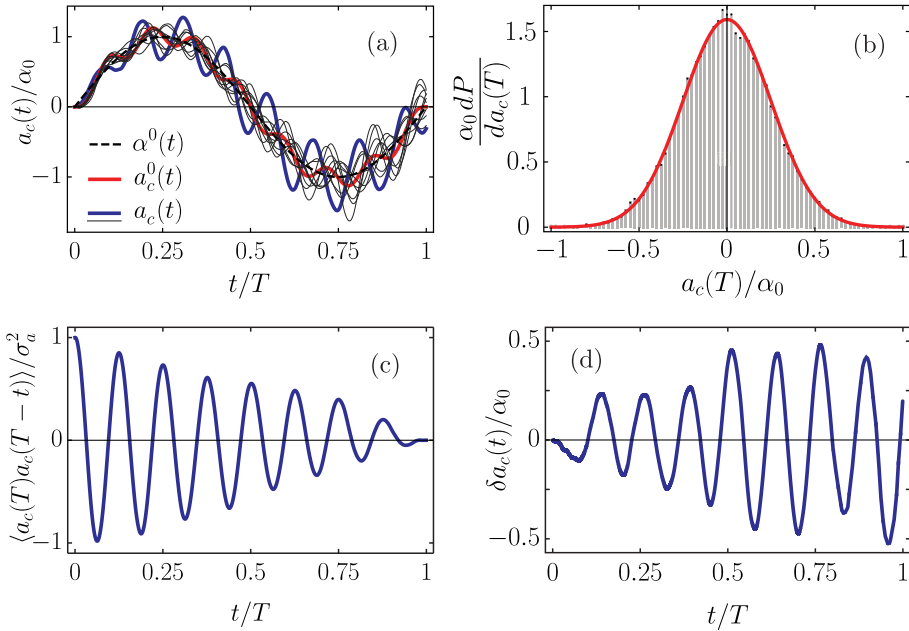 (a)
a_c(t)/α_0
1
0
−1
α^0(t)
a_c^0(t)
a_c(t)
0 0.25 0.5 0.75 1
t/T
(b)
α_0 dP
da_c(T)
1.5
1
0.5
0
−1 −0.5 0 0.5 1
a_c(T)/α_0
(c)
⟨a_c(T)a_c(T − t)⟩/σ_a^2
1
0
−1
0 0.25 0.5 0.75 1
t/T
(d)
δa_c(t)/α_0
0.5
0
−0.5
0 0.25 0.5 0.75 1
t/T